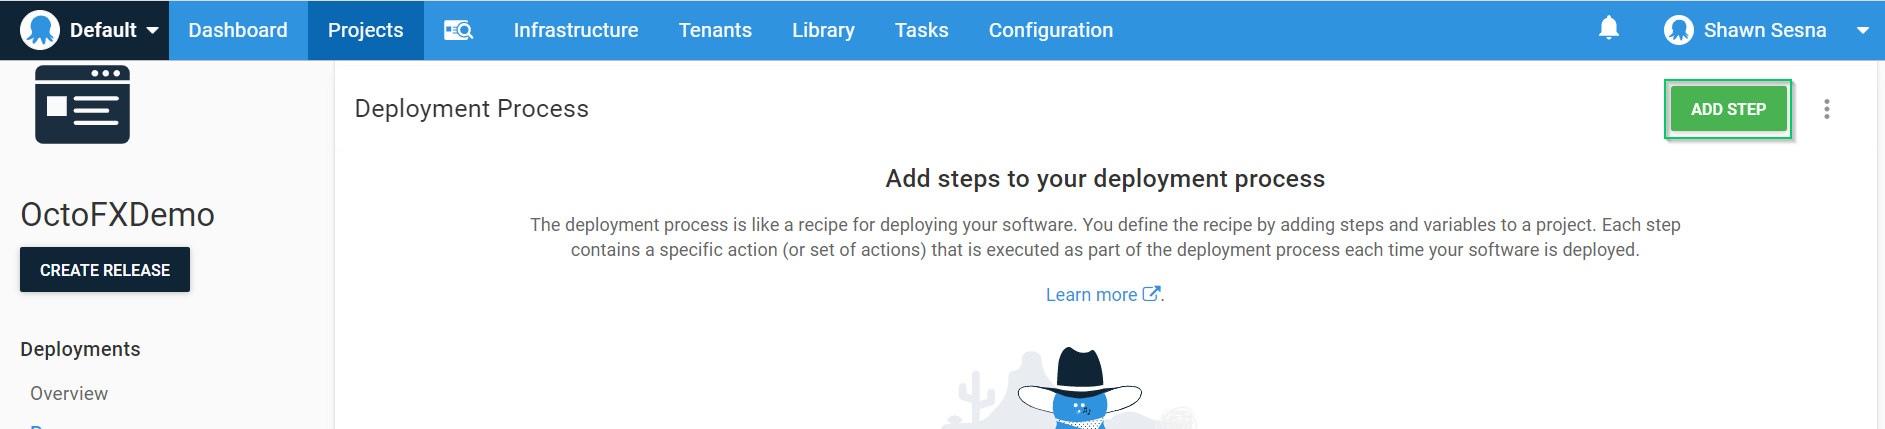 Default Dashboard Projects Infrastructure Tenants Library Tasks Configuration Shawn Sesna
Deployment Process
ADD STEP
Add steps to your deployment process
The deployment process is like a recipe for deploying your software. You define the recipe by adding steps and variables to a project. Each step
contains a specific action (or set of actions) that is executed as part of the deployment process each time your software is deployed.
Learn more.
OctoFXDemo
CREATE RELEASE
Deployments
Overview